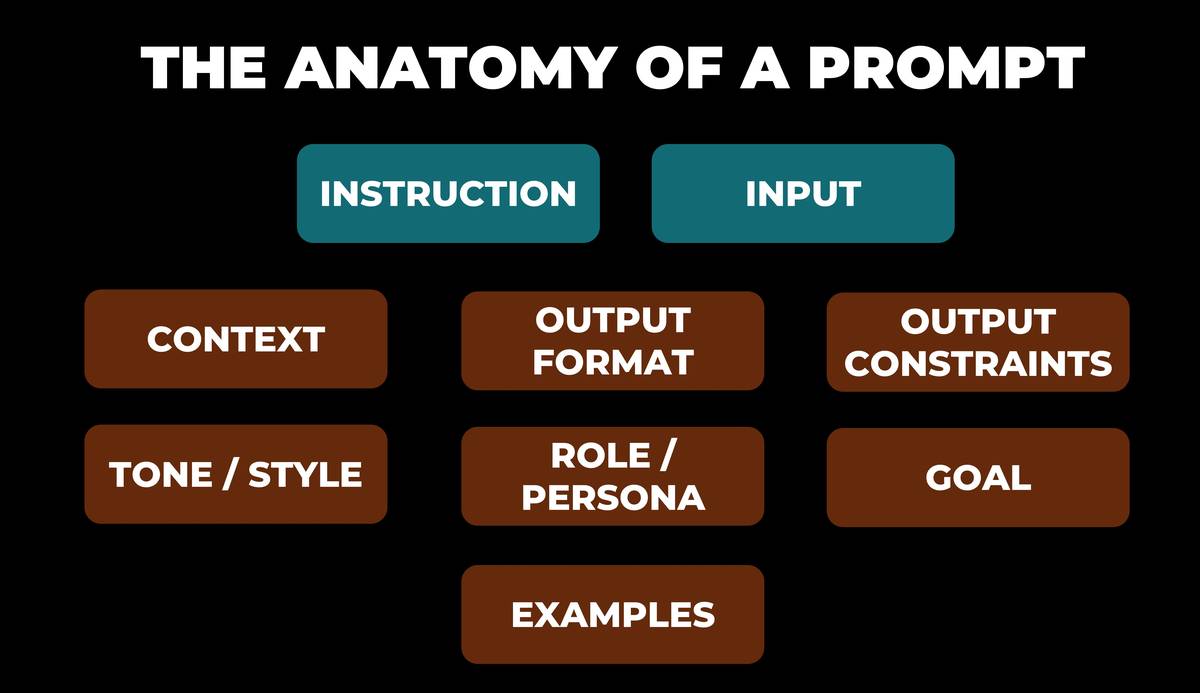 THE ANATOMY OF A PROMPT
INSTRUCTION
INPUT
CONTEXT
OUTPUT
FORMAT
OUTPUT
CONSTRAINTS
TONE / STYLE
ROLE /
PERSONA
GOAL
EXAMPLES